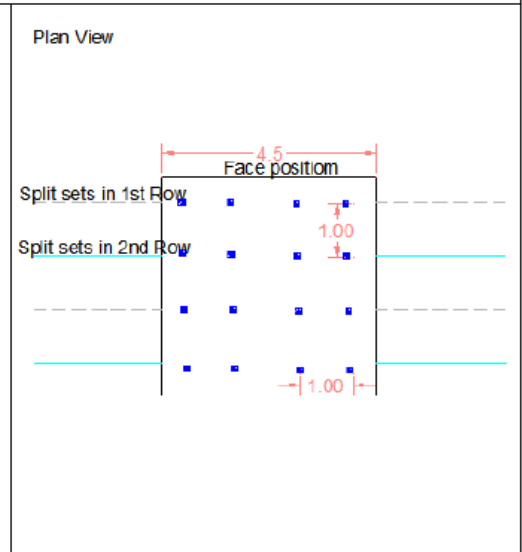 Plan View
4.5
Face positiom
Split sets in 1st Row
1.00
Split sets in 2nd Row
1.00